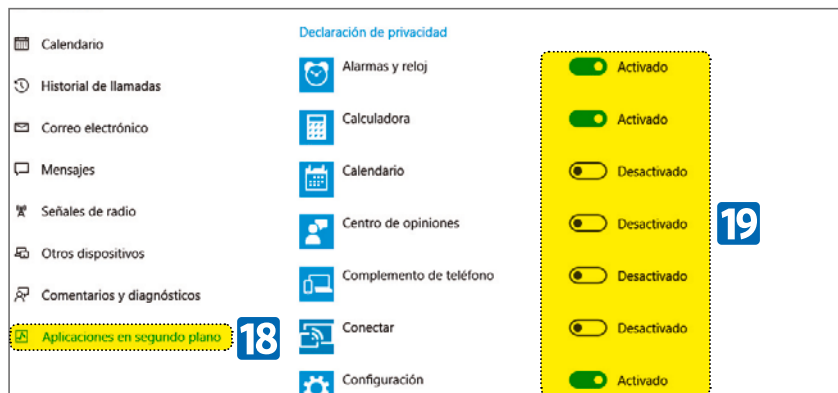 Calendario
Historial de llamadas
Correo electrónico
Mensajes
Señales de radio
Otros dispositivos
Comentarios y diagnósticos
Aplicaciones en segundo plano
18
Declaración de privacidad
Alarmas y reloj Activado
Calculadora Activado
Calendario Desactivado
Centro de opiniones Desactivado
Complemento de teléfono Desactivado
Conectar Desactivado
Configuración Activado
19